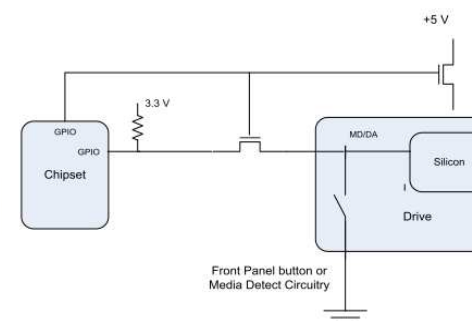 +5 V
3.3 V
GPIO
GPIO
Chipset
MD/DA
Silicon
Drive
Front Panel button or
Media Detect Circuitry